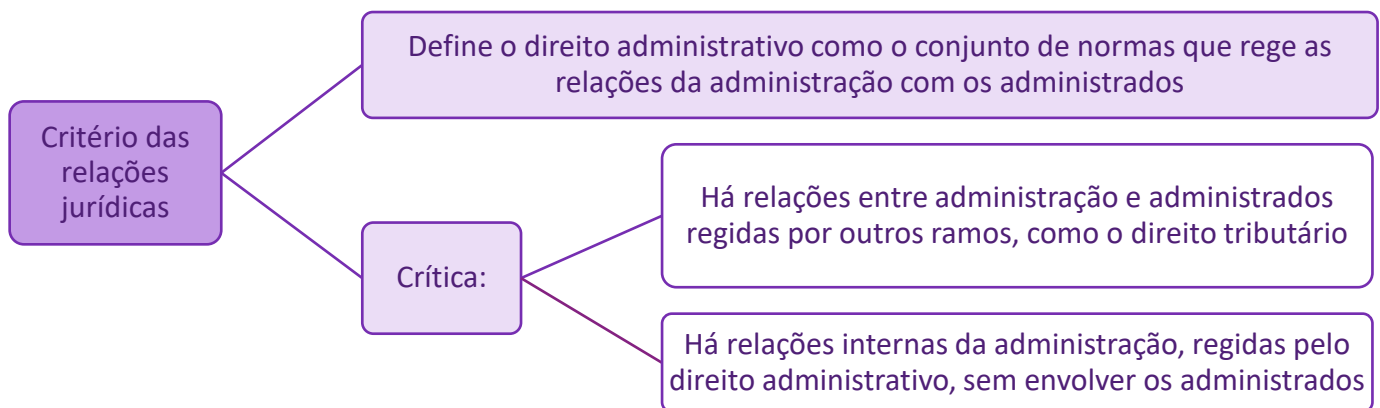 Define o direito administrativo como o conjunto de normas que rege as
relações da administração com os administrados
Critério das
relações
jurídicas
Há relações entre administração e administrados
regidas por outros ramos, como o direito tributário
Crítica:
Há relações internas da administração, regidas pelo
direito administrativo, sem envolver os administrados